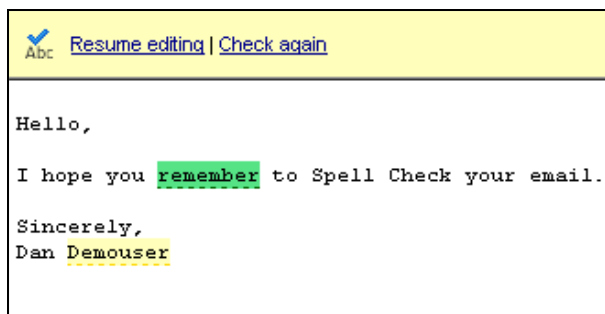 Abc Resume editing | Check again
Hello,
I hope you remember to Spell Check your email.
Sincerely,
Dan Demouser